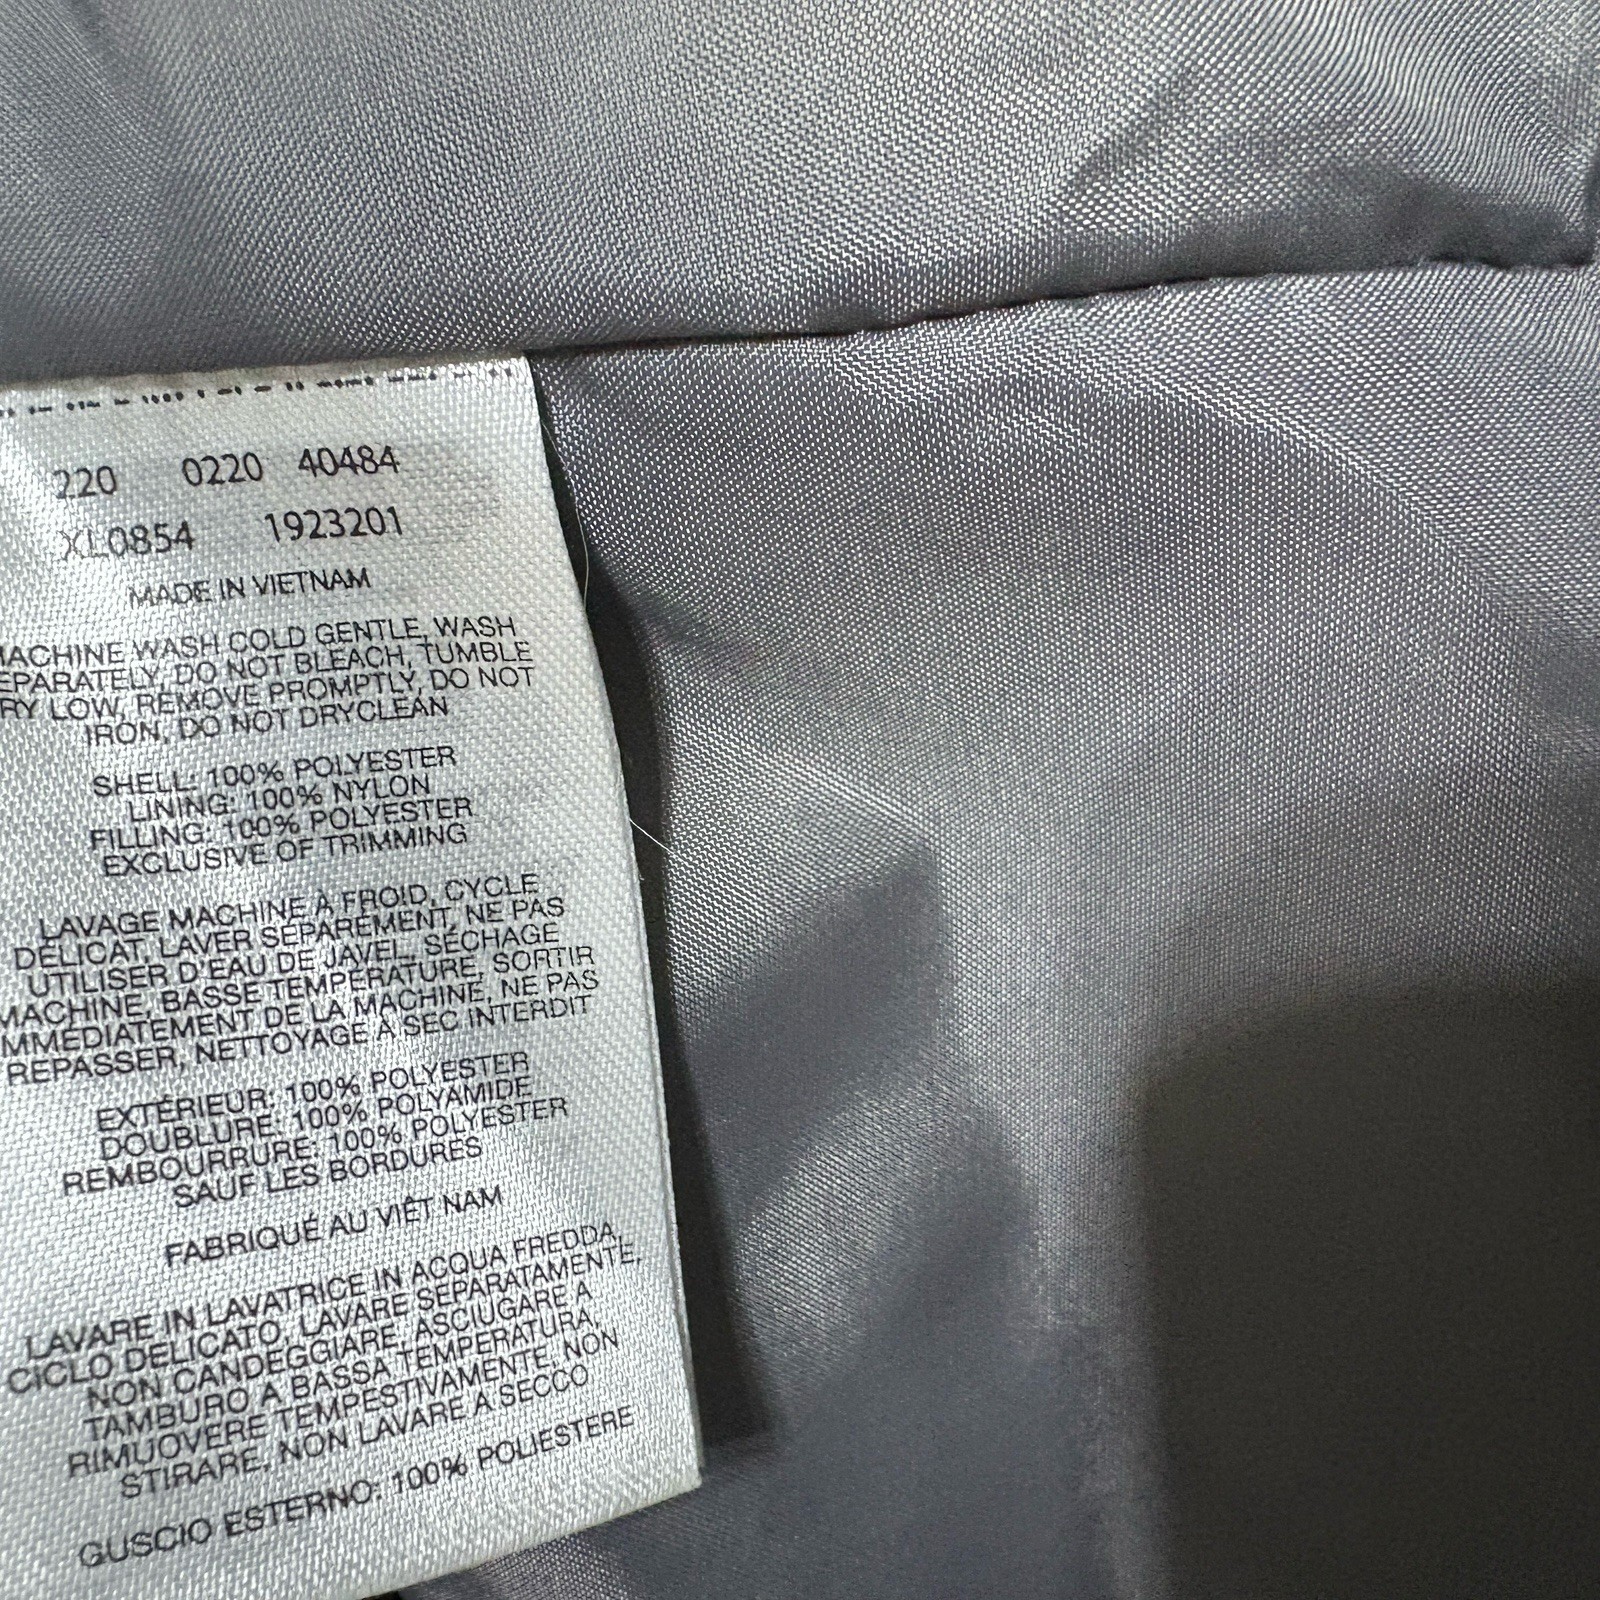 220 0220 40484
XL0854 1923201
MADE IN VIETNAM
MACHINE WASH COLD GENTLE, WASH
SEPARATELY, DO NOT BLEACH, TUMBLE
DRY LOW, REMOVE PROMPTLY, DO NOT
IRON, DO NOT DRYCLEAN
SHELL: 100% POLYESTER
LINING: 100% NYLON
FILLING: 100% POLYESTER
EXCLUSIVE OF TRIMMING
LAVAGE MACHINE À FROID, CYCLE
DÉLICAT, LAVER SÉPARÉMENT, NE PAS
UTILISER D'EAU DE JAVEL, SÉCHAGE
MACHINE, BASSE TEMPÉRATURE, SORTIR
IMMÉDIATEMENT DE LA MACHINE, NE PAS
REPASSER, NETTOYAGE À SEC INTERDIT
EXTÉRIEUR: 100% POLYESTER
DOUBLURE: 100% POLYAMIDE
REMBOURRURE: 100% POLYESTER
SAUF LES BORDURES
FABRIQUÉ AU VIÊT NAM
LAVARE IN LAVATRICE IN ACQUA FREDDA,
CICLO DELICATO, LAVARE SEPARATAMENTE,
NON CANDEGGIARE, ASCIUGARE A
TAMBURO A BASSA TEMPERATURA,
RIMUOVERE TEMPESTIVAMENTE, NON
STIRARE, NON LAVARE A SECCO
GUSCIO ESTERNO: 100% POLIESTERE